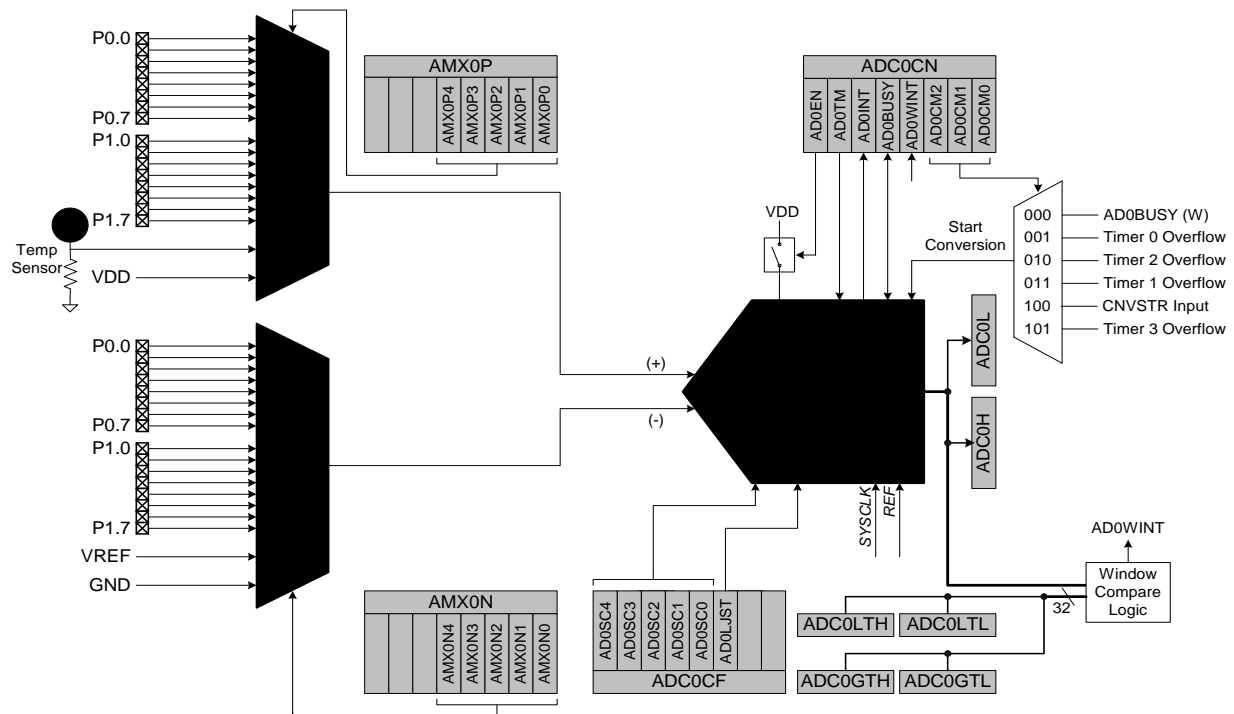 P0.0
P0.7
P1.0
P1.7
Temp
Sensor
VDD
AMX0P
AMX0P4
AMX0P3
AMX0P2
AMX0P1
AMX0P0
ADC0CN
AD0EN
AD0TM
AD0INT
AD0BUSY
AD0WINT
AD0CM2
AD0CM1
AD0CM0
VDD
Start
Conversion
000
AD0BUSY (W)
001
Timer 0 Overflow
010
Timer 2 Overflow
011
Timer 1 Overflow
100
CNVSTR Input
101
Timer 3 Overflow
P0.0
P0.7
P1.0
P1.7
VREF
GND
(+)
(-)
ADC0L
ADC0H
SYSCLK
REF
AMX0N
AMX0N4
AMX0N3
AMX0N2
AMX0N1
AMX0N0
AD0SC4
AD0SC3
AD0SC2
AD0SC1
AD0SC0
AD0LJST
ADC0CF
AD0WINT
Window
Compare
Logic
32
ADC0LTH
ADC0LTL
ADC0GTH
ADC0GTL